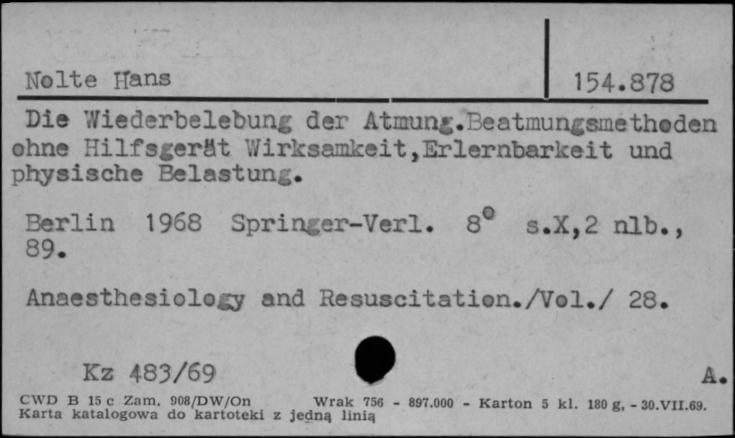 Nolte Hans 154.878
Die Wiederbelebung der Atmung.Beatmungsmethoden
ohne Hilfsgerät Wirksamkeit,Erlernbarkeit und
physische Belastung.
Berlin 1968 Springer-Verl. 8° s.X,2 nlb.,
89.
Anaesthesiology and Resuscitation./Vol./ 28.
Kz 483/69 A.
CWD B 15 c Zam. 908/DW/On Wrak 756 - 897.000 - Karton 5 kl. 180 g, - 30.VII.69.
Karta katalogowa do kartoteki z jedną linią